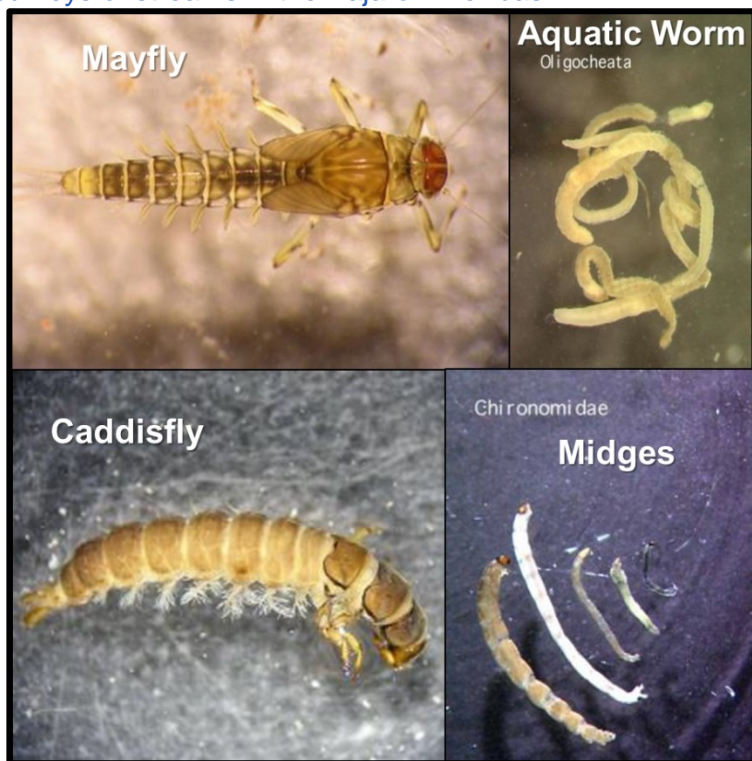 Mayfly
Aquatic Worm
Oligocheata
Caddisfly
Chironomidae
Midges